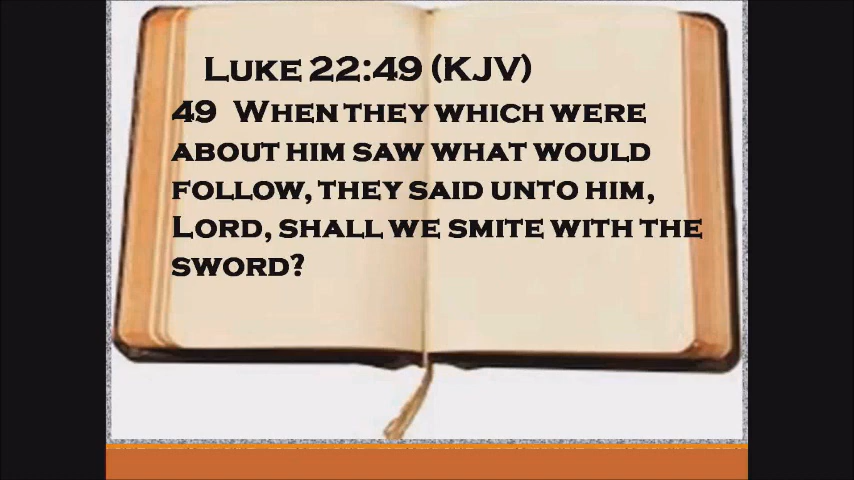 Luke 22:49 (KJV)
49 When they which were
about him saw what would
follow, they said unto him,
Lord, shall we smite with the
sword?